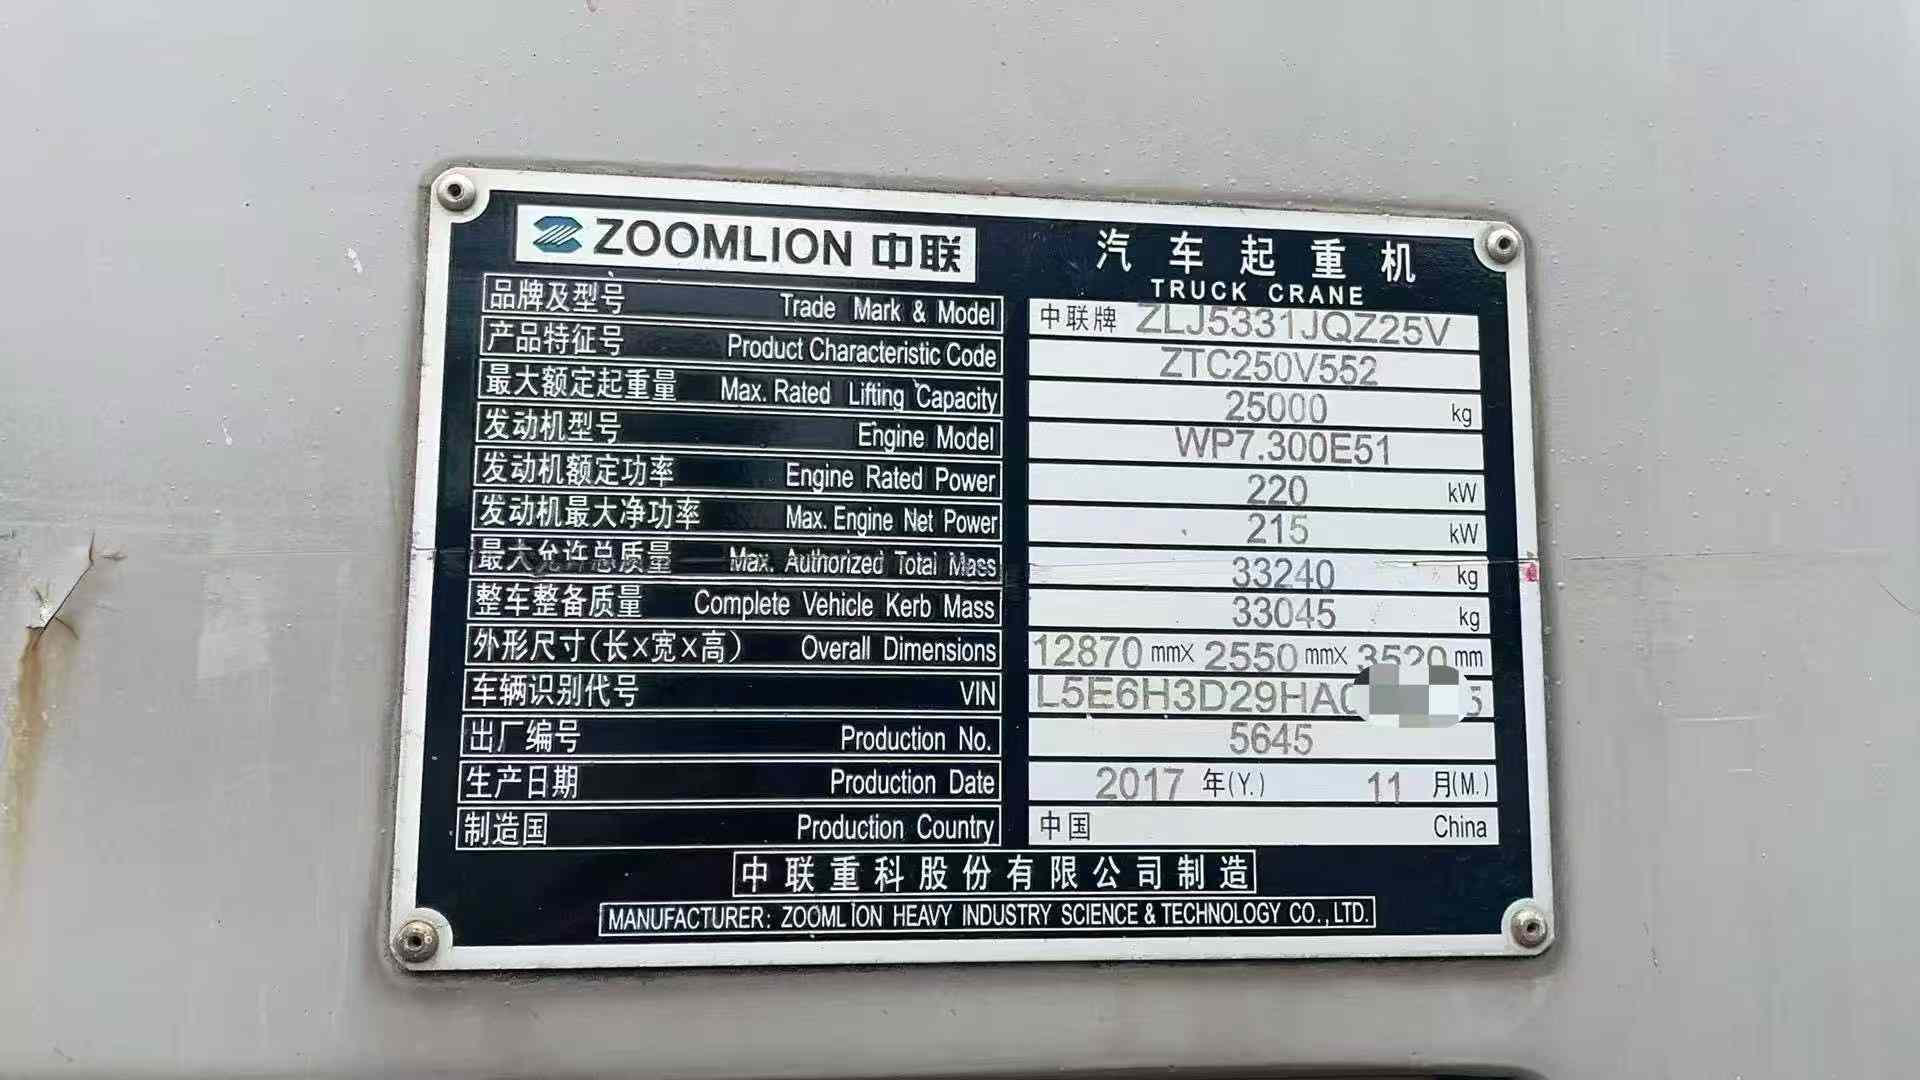 ZOOMLION 中联
汽车起重机
TRUCK CRANE
品牌及型号 Trade Mark & Model 中联牌 ZLJ5331JQZ25V
产品特征号 Product Characteristic Code ZTC250V552
最大额定起重量 Max. Rated Lifting Capacity 25000 kg
发动机型号 Engine Model WP7.300E51
发动机额定功率 Engine Rated Power 220 kW
发动机最大净功率 Max. Engine Net Power 215 kW
最大允许总质量 Max. Authorized Total Mass 33240 kg
整车整备质量 Complete Vehicle Kerb Mass 33045 kg
外形尺寸(长×宽×高) Overall Dimensions 12870 mm× 2550 mm× 3520 mm
车辆识别代号 VIN L5E6H3D29HA 5
出厂编号 Production No. 5645
生产日期 Production Date 2017 年(Y.) 11 月(M.)
制造国 Production Country 中国 China
中联重科股份有限公司制造
MANUFACTURER: ZOOMLION HEAVY INDUSTRY SCIENCE & TECHNOLOGY CO.,LTD.